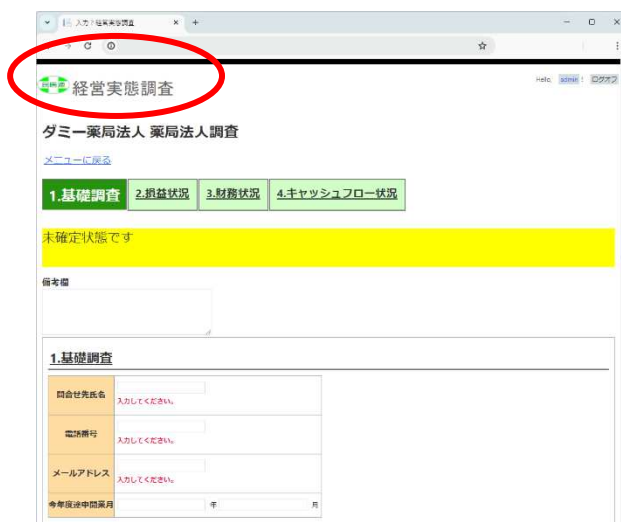 入力 | 経営実態調査
Hello, admin ! ログオフ
経営実態調査
ダミー薬局法人 薬局法人調査
メニューに戻る
1.基礎調査 2.損益状況 3.財務状況 4.キャッシュフロー状況
未確定状態です
備考欄
1.基礎調査
問合せ先氏名
入力してください。
電話番号
入力してください。
メールアドレス
入力してください。
今年度途中開業月 年 月